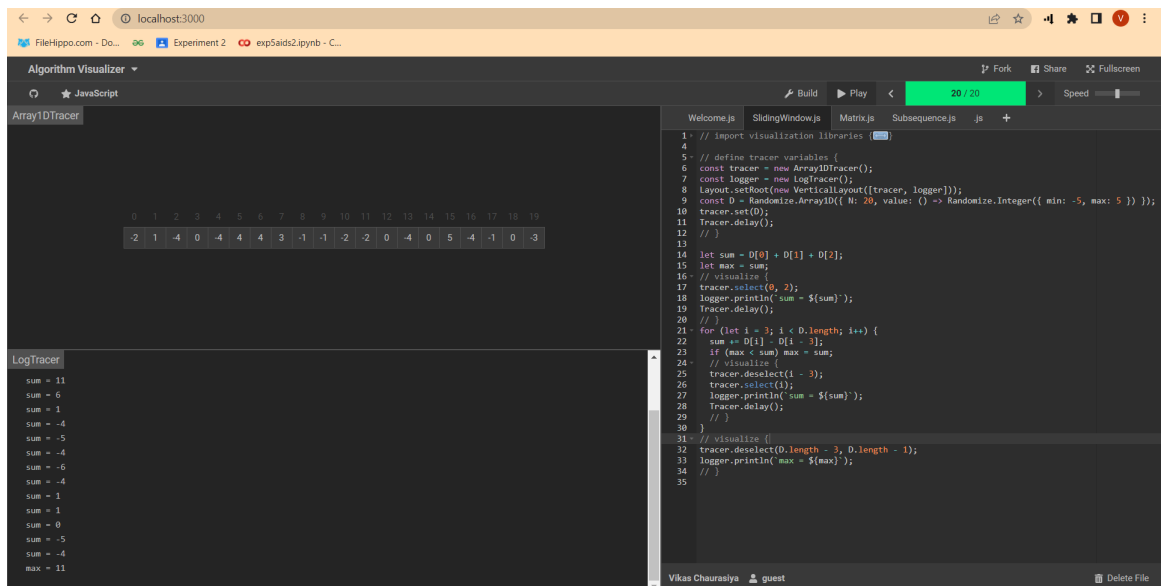 localhost:3000
V
FileHippo.com - Do...
Experiment 2
CO exp5aids2.ipynb - C...
Algorithm Visualizer
Fork
Share
Fullscreen
JavaScript
Build
Play
20 / 20
Speed
Array1DTracer
0 1 2 3 4 5 6 7 8 9 10 11 12 13 14 15 16 17 18 19
-2 1 -4 0 -4 4 4 3 -1 -1 -2 -2 0 -4 0 5 -4 -1 0 -3
LogTracer
sum = 11
sum = 6
sum = 1
sum = -4
sum = -5
sum = -4
sum = -6
sum = -4
sum = 1
sum = 1
sum = 0
sum = -5
sum = -4
max = 11
Welcome.js SlidingWindow.js Matrix.js Subsequence.js .js +
1 // import visualization libraries {
4
5 // define tracer variables {
6 const tracer = new Array1DTracer();
7 const logger = new LogTracer();
8 Layout.setRoot(new VerticalLayout([tracer, logger]));
9 const D = Randomize.Array1D({ N: 20, value: () => Randomize.Integer({ min: -5, max: 5 }) });
10 tracer.set(D);
11 Tracer.delay();
12 // }
13
14 let sum = D[0] + D[1] + D[2];
15 let max = sum;
16 // visualize {
17 tracer.select(0, 2);
18 logger.println(`sum = ${sum}`);
19 Tracer.delay();
20 // }
21 for (let i = 3; i < D.length; i++) {
22 sum += D[i] - D[i - 3];
23 if (max < sum) max = sum;
24 // visualize {
25 tracer.deselect(i - 3);
26 tracer.select(i);
27 logger.println(`sum = ${sum}`);
28 Tracer.delay();
29 // }
30 }
31 // visualize {
32 tracer.deselect(D.length - 3, D.length - 1);
33 logger.println(`max = ${max}`);
34 // }
35
Vikas Chaurasiya guest
Delete File